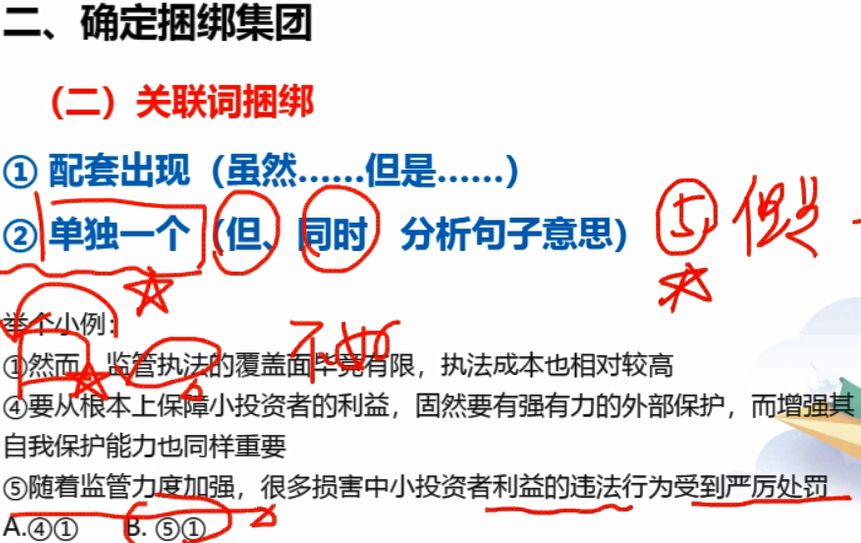 二、确定捆绑集团
（二）关联词捆绑
① 配套出现（虽然……但是……）
② 单独一个（但、同时 分析句子意思） ⑤ 但是
举个小例： 不如
①然而，监管执法的覆盖面毕竟有限，执法成本也相对较高
④要从根本上保障小投资者的利益，固然要有强有力的外部保护，而增强其
自我保护能力也同样重要
⑤随着监管力度加强，很多损害中小投资者利益的违法行为受到严厉处罚
A.④① B. ⑤①